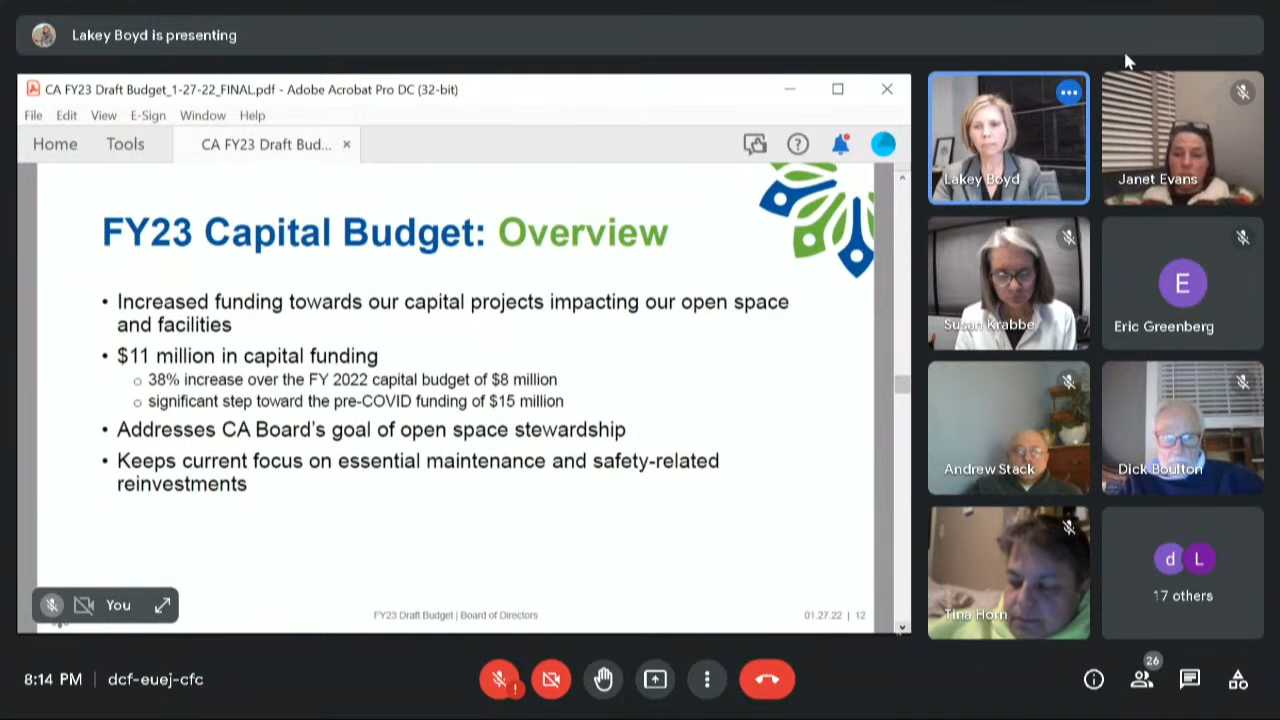 Lakey Boyd is presenting
CA FY23 Draft Budget_1-27-22_FINAL.pdf - Adobe Acrobat Pro DC (32-bit)
File Edit View E-Sign Window Help
Home Tools CA FY23 Draft Bud... ×
FY23 Capital Budget: Overview
• Increased funding towards our capital projects impacting our open space
and facilities
• $11 million in capital funding
○ 38% increase over the FY 2022 capital budget of $8 million
○ significant step toward the pre-COVID funding of $15 million
• Addresses CA Board's goal of open space stewardship
• Keeps current focus on essential maintenance and safety-related
reinvestments
FY23 Draft Budget | Board of Directors
01.27.22 | 12
You
Lakey Boyd
Janet Evans
Susan Krabbe
E
Eric Greenberg
Andrew Stack
Dick Boulton
Tina Horn
d L
17 others
8:14 PM | dcf-euej-cfc
26